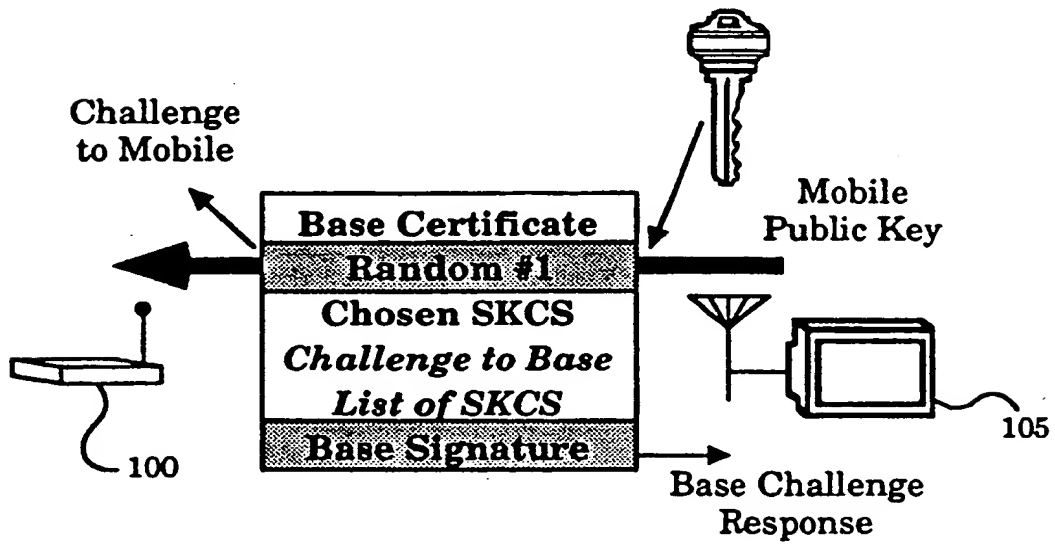 Challenge
to Mobile
Mobile
Public Key
Base Certificate
Random #1
Chosen SKCS
Challenge to Base
List of SKCS
Base Signature
100
105
Base Challenge
Response